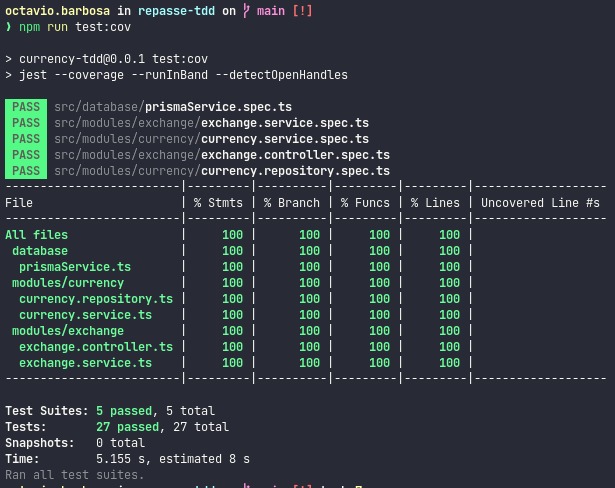 octavio.barbosa in repasse-tdd on main [!]
❯ npm run test:cov
> currency-tdd@0.0.1 test:cov
> jest --coverage --runInBand --detectOpenHandles
PASS src/database/prismaService.spec.ts
PASS src/modules/exchange/exchange.service.spec.ts
PASS src/modules/currency/currency.service.spec.ts
PASS src/modules/exchange/exchange.controller.spec.ts
PASS src/modules/currency/currency.repository.spec.ts
-------------------------|---------|----------|---------|---------|-------------------
File                     | % Stmts | % Branch | % Funcs | % Lines | Uncovered Line #s
-------------------------|---------|----------|---------|---------|-------------------
All files                |     100 |      100 |     100 |     100 |
 database                |     100 |      100 |     100 |     100 |
  prismaService.ts       |     100 |      100 |     100 |     100 |
 modules/currency        |     100 |      100 |     100 |     100 |
  currency.repository.ts |     100 |      100 |     100 |     100 |
  currency.service.ts    |     100 |      100 |     100 |     100 |
 modules/exchange        |     100 |      100 |     100 |     100 |
  exchange.controller.ts |     100 |      100 |     100 |     100 |
  exchange.service.ts    |     100 |      100 |     100 |     100 |
-------------------------|---------|----------|---------|---------|-------------------
Test Suites: 5 passed, 5 total
Tests:       27 passed, 27 total
Snapshots:   0 total
Time:        5.155 s, estimated 8 s
Ran all test suites.